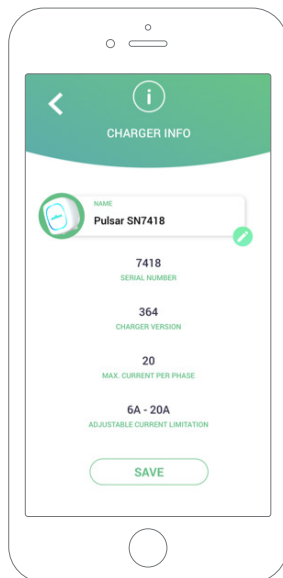 CHARGER INFO
NAME
Pulsar SN7418
7418
SERIAL NUMBER
364
CHARGER VERSION
20
MAX. CURRENT PER PHASE
6A - 20A
ADJUSTABLE CURRENT LIMITATION
SAVE